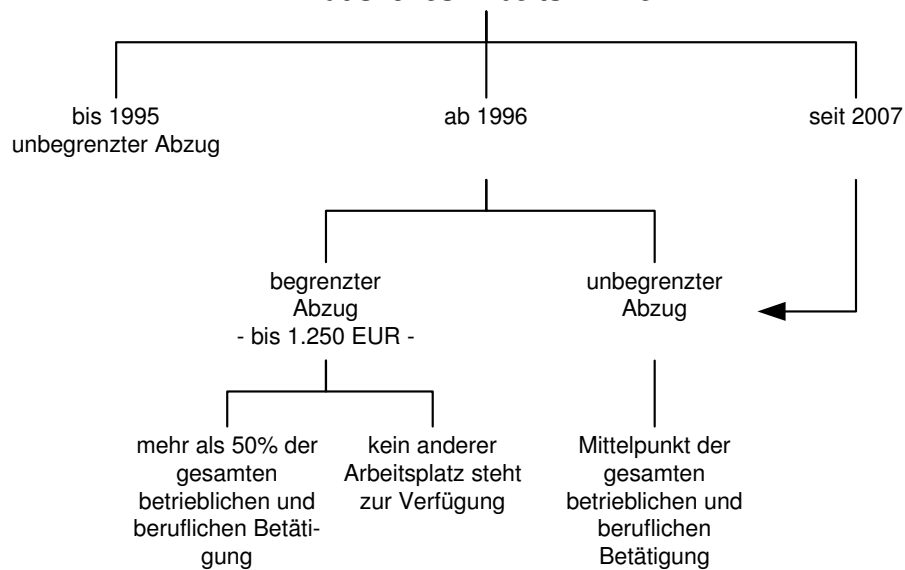 bis 1995
unbegrenzter Abzug
ab 1996
seit 2007
begrenzter
Abzug
- bis 1.250 EUR -
unbegrenzter
Abzug
mehr als 50% der
gesamten
betrieblichen und
beruflichen Betäti-
gung
kein anderer
Arbeitsplatz steht
zur Verfügung
Mittelpunkt der
gesamten
betrieblichen und
beruflichen
Betätigung